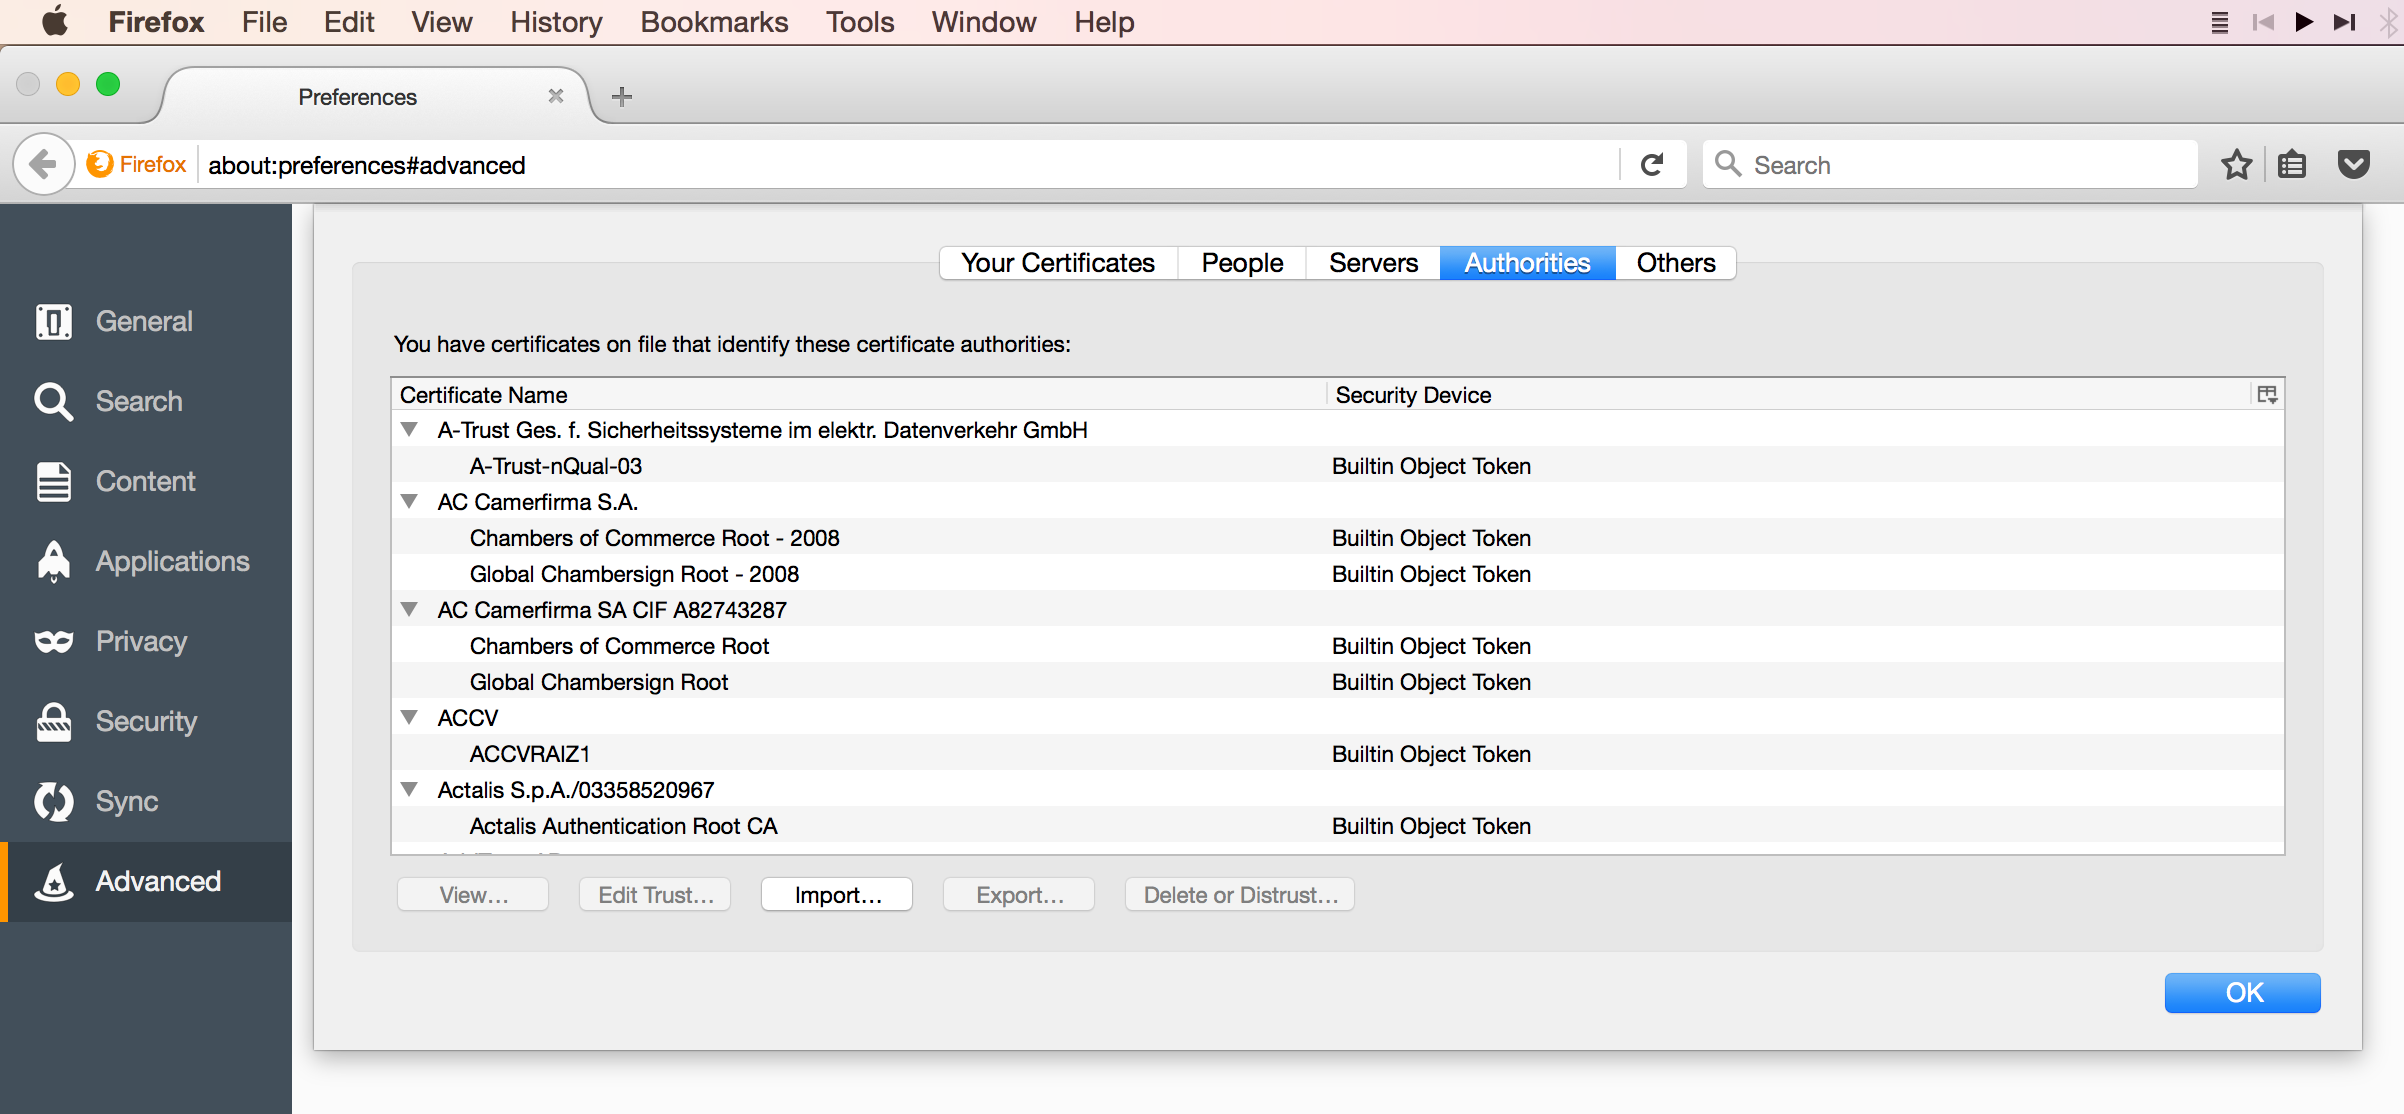 Firefox File Edit View History Bookmarks Tools Window Help
Preferences
Firefox about:preferences#advanced Search
Your Certificates People Servers Authorities Others
General
Search
Content
Applications
Privacy
Security
Sync
Advanced
You have certificates on file that identify these certificate authorities:
Certificate Name Security Device
A-Trust Ges. f. Sicherheitssysteme im elektr. Datenverkehr GmbH
A-Trust-nQual-03 Builtin Object Token
AC Camerfirma S.A.
Chambers of Commerce Root - 2008 Builtin Object Token
Global Chambersign Root - 2008 Builtin Object Token
AC Camerfirma SA CIF A82743287
Chambers of Commerce Root Builtin Object Token
Global Chambersign Root Builtin Object Token
ACCV
ACCVRAIZ1 Builtin Object Token
Actalis S.p.A./03358520967
Actalis Authentication Root CA Builtin Object Token
View... Edit Trust... Import... Export... Delete or Distrust...
OK